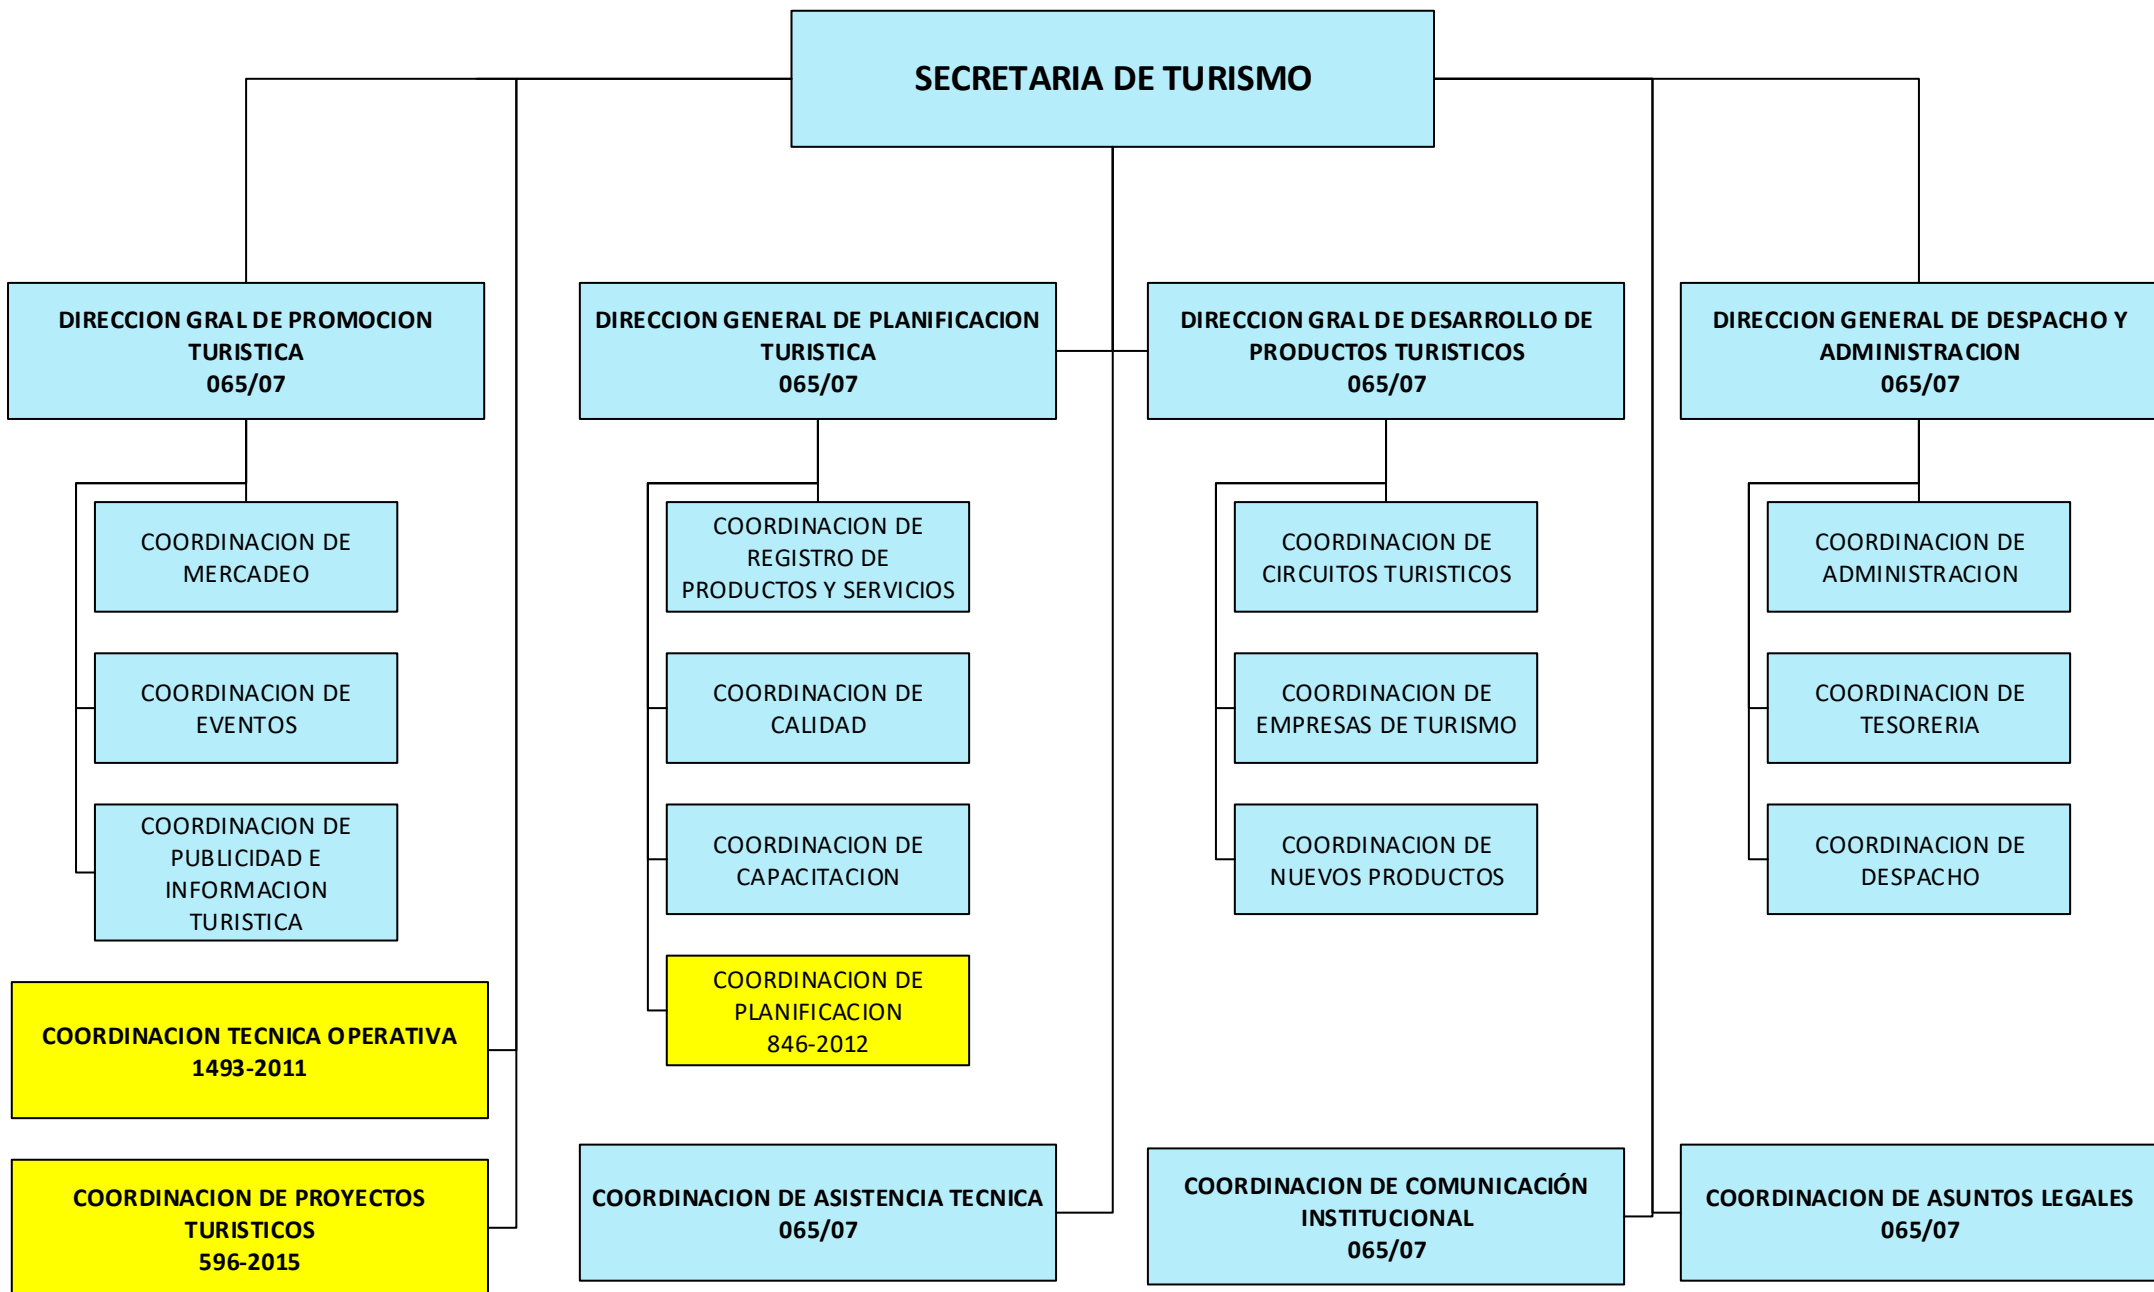 SECRETARIA DE TURISMO
DIRECCION GRAL DE PROMOCION
TURISTICA
065/07
DIRECCION GENERAL DE PLANIFICACION
TURISTICA
065/07
DIRECCION GRAL DE DESARROLLO DE
PRODUCTOS TURISTICOS
065/07
DIRECCION GENERAL DE DESPACHO Y
ADMINISTRACION
065/07
COORDINACION DE
MERCADEO
COORDINACION DE
EVENTOS
COORDINACION DE
PUBLICIDAD E
INFORMACION
TURISTICA
COORDINACION DE
REGISTRO DE
PRODUCTOS Y SERVICIOS
COORDINACION DE
CALIDAD
COORDINACION DE
CAPACITACION
COORDINACION DE
PLANIFICACION
846-2012
COORDINACION DE
CIRCUITOS TURISTICOS
COORDINACION DE
EMPRESAS DE TURISMO
COORDINACION DE
NUEVOS PRODUCTOS
COORDINACION DE
ADMINISTRACION
COORDINACION DE
TESORERIA
COORDINACION DE
DESPACHO
COORDINACION TECNICA OPERATIVA
1493-2011
COORDINACION DE PROYECTOS
TURISTICOS
596-2015
COORDINACION DE ASISTENCIA TECNICA
065/07
COORDINACION DE COMUNICACIÓN
INSTITUCIONAL
065/07
COORDINACION DE ASUNTOS LEGALES
065/07